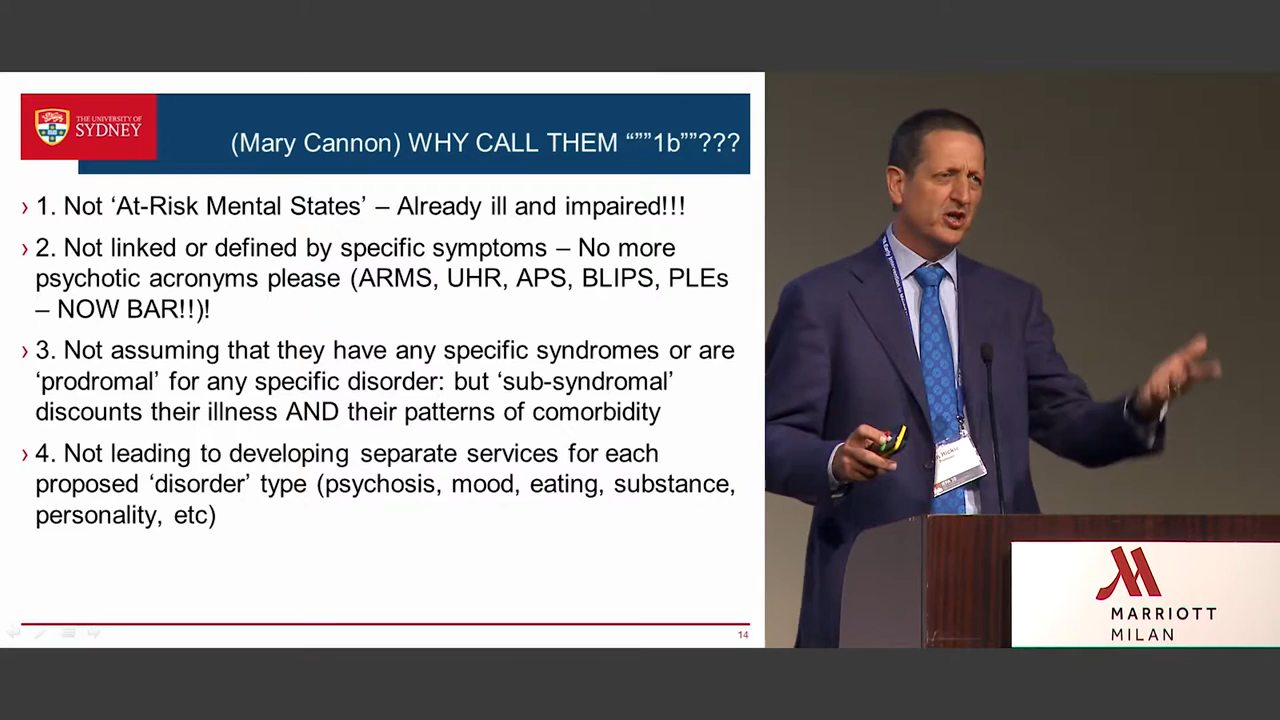 THE UNIVERSITY OF
SYDNEY
(Mary Cannon) WHY CALL THEM “””1b””???
› 1. Not ‘At-Risk Mental States’ – Already ill and impaired!!!
› 2. Not linked or defined by specific symptoms – No more
psychotic acronyms please (ARMS, UHR, APS, BLIPS, PLEs
– NOW BAR!!)!
› 3. Not assuming that they have any specific syndromes or are
‘prodromal’ for any specific disorder: but ‘sub-syndromal’
discounts their illness AND their patterns of comorbidity
› 4. Not leading to developing separate services for each
proposed ‘disorder’ type (psychosis, mood, eating, substance,
personality, etc)
14
Early Intervention in
Hickie
MARRIOTT
MILAN